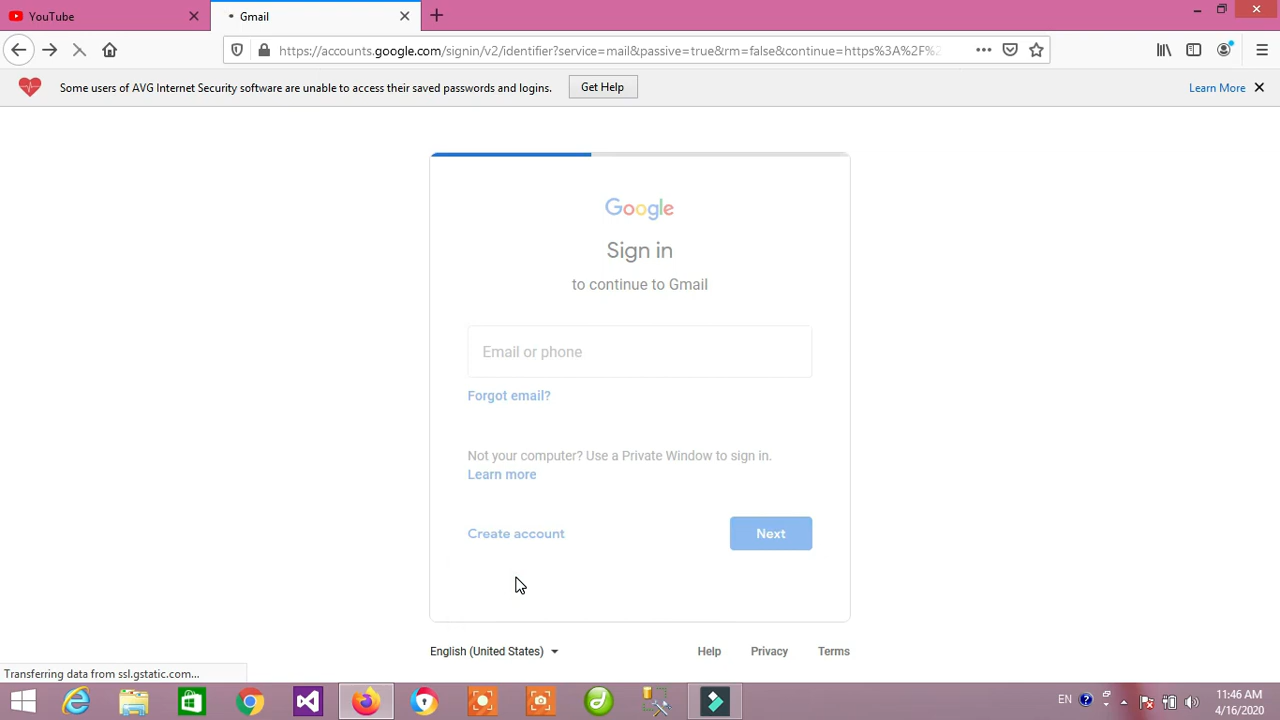 YouTube
Gmail
https://accounts.google.com/signin/v2/identifier?service=mail&passive=true&rm=false&continue=https%3A%2F%2
Some users of AVG Internet Security software are unable to access their saved passwords and logins.
Get Help
Learn More
Google
Sign in
to continue to Gmail
Email or phone
Forgot email?
Not your computer? Use a Private Window to sign in.
Learn more
Create account
Next
English (United States)
Help
Privacy
Terms
Transferring data from ssl.gstatic.com...
EN
11:46 AM
4/16/2020